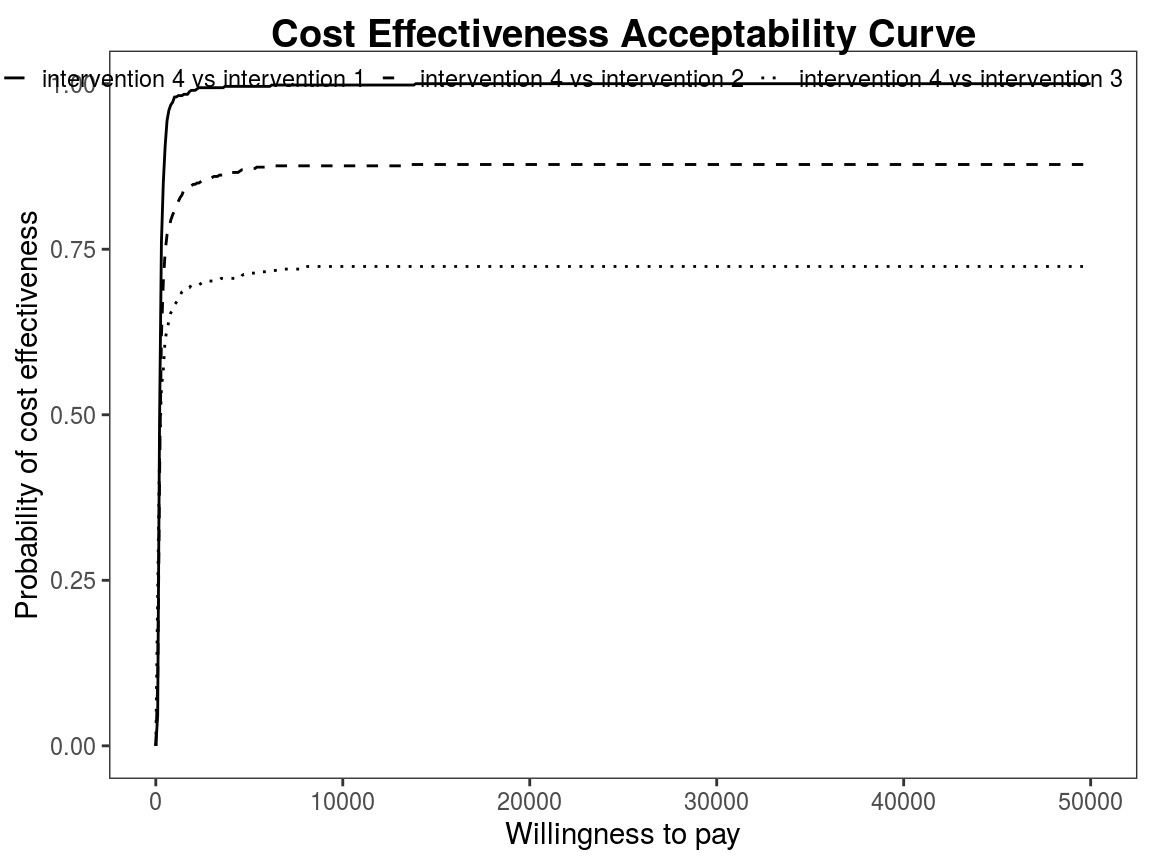 Cost Effectiveness Acceptability Curve
intervention 4 vs intervention 1 intervention 4 vs intervention 2 intervention 4 vs intervention 3
1.00
0.75
0.50
0.25
0.00
Probability of cost effectiveness
0 10000 20000 30000 40000 50000
Willingness to pay